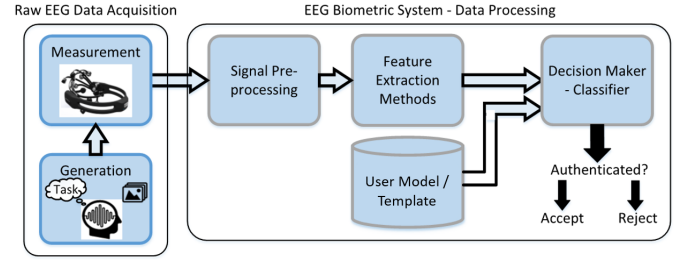 Raw EEG Data Acquisition
EEG Biometric System - Data Processing
Measurement
Generation
Task
Signal Pre-
processing
Feature
Extraction
Methods
User Model /
Template
Decision Maker
- Classifier
Authenticated?
Accept
Reject